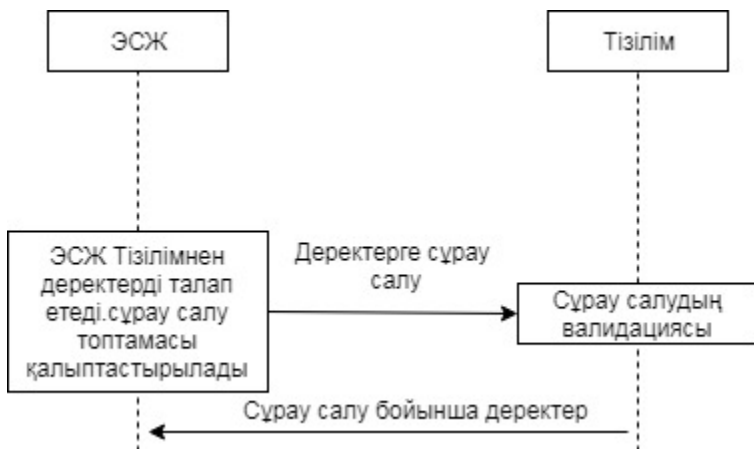 ЭСЖ
Тізілім
ЭСЖ Тізілімнен
деректерді талап
етеді.сұрау салу
топтамасы
қалыптастырылады
Деректерге сұрау
салу
Сұрау салудың
валидациясы
Сұрау салу бойынша деректер